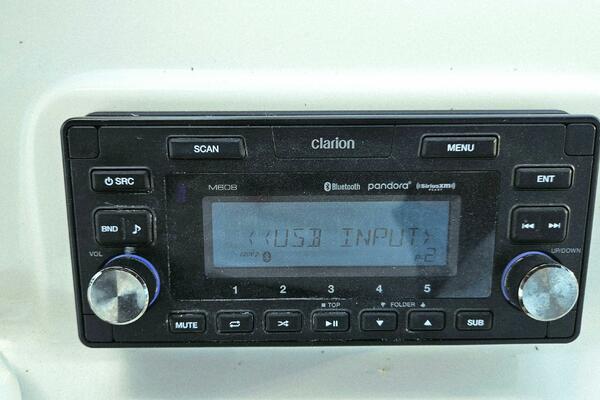 SCAN
clarion
MENU
SRC
M608
Bluetooth
pandora
SiriusXM
ENT
BND
USB INPUT
VOL
UP/DOWN
1 2 3 4 5
TOP
FOLDER
MUTE
SUB